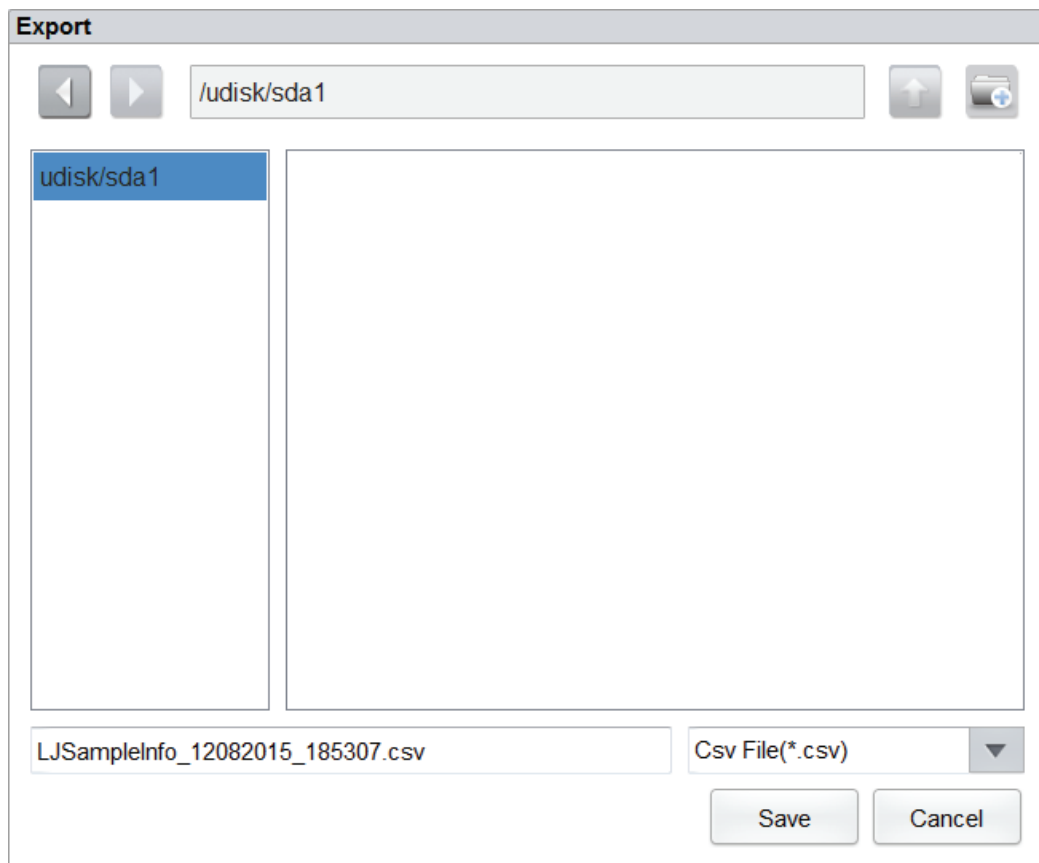 Export
/udisk/sda1
udisk/sda1
LJSampleInfo_12082015_185307.csv
Csv File(*.csv)
Save
Cancel